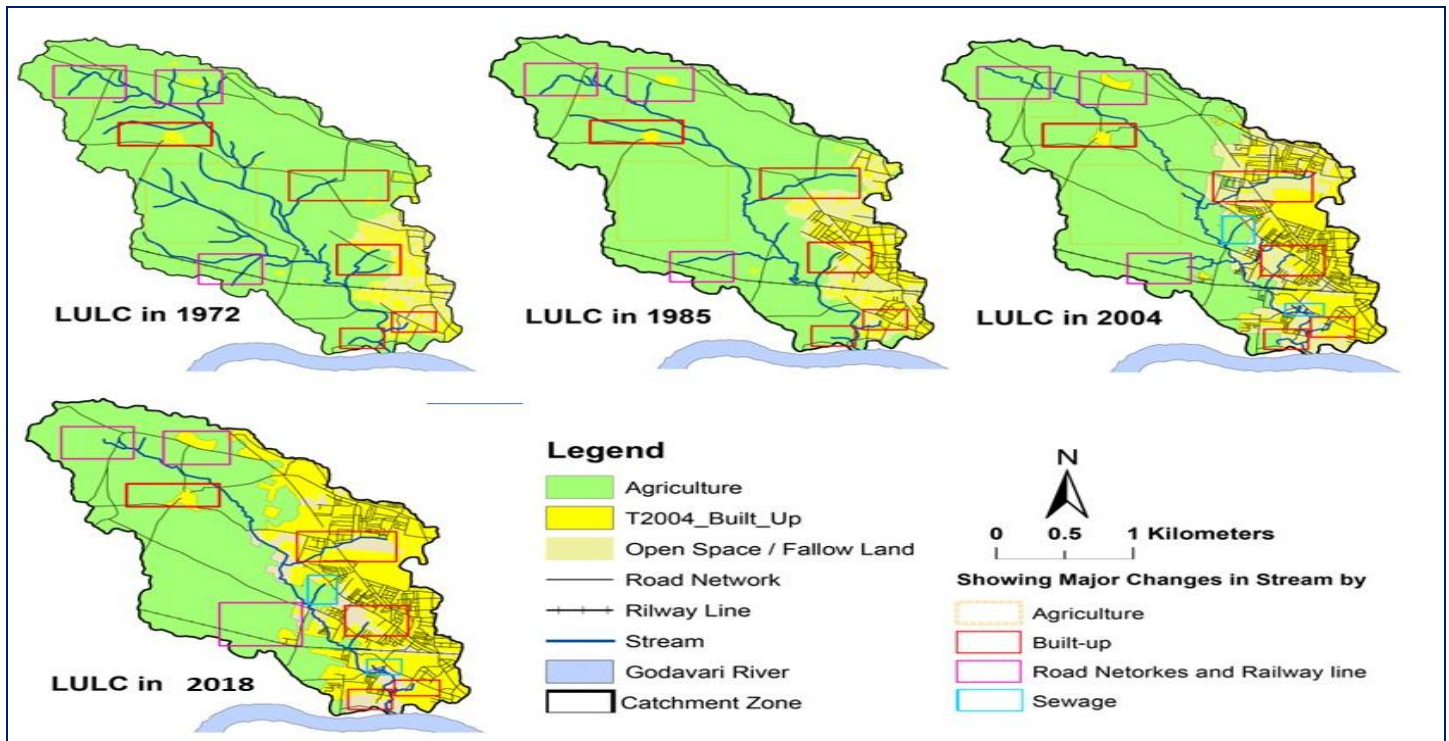 LULC in 1972
LULC in 1985
LULC in 2004
LULC in 2018
Legend
Agriculture
T2004_Built_Up
Open Space / Fallow Land
Road Network
Rilway Line
Stream
Godavari River
Catchment Zone
N
0 0.5 1 Kilometers
Showing Major Changes in Stream by
Agriculture
Built-up
Road Netorkes and Railway line
Sewage